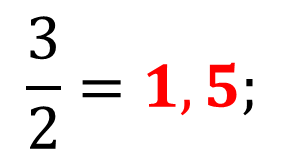 3/2 = 1,5;